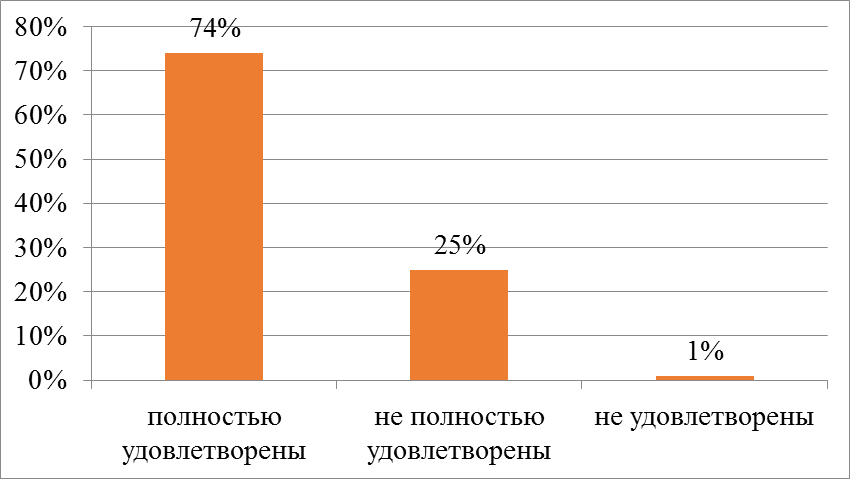 80%
74%
70%
60%
50%
40%
30%
25%
20%
10%
1%
0%
полностью
удовлетворены
не полностью
удовлетворены
не удовлетворены